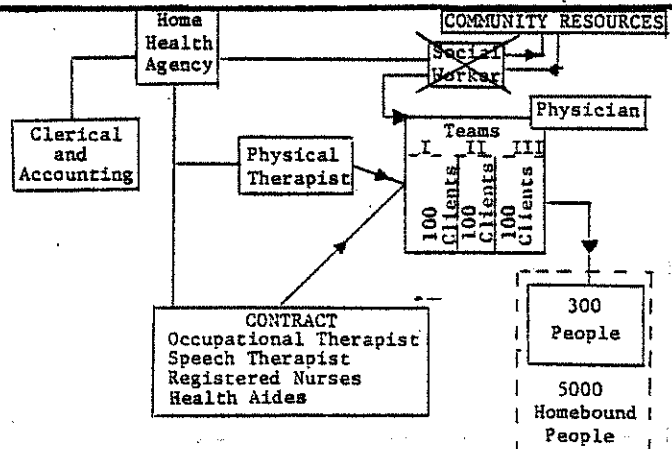 Home
Health
Agency
COMMUNITY RESOURCES
Social
Worker
Clerical
and
Accounting
Physical
Therapist
Physician
Teams
I II III
100 Clients
100 Clients
100 Clients
CONTRACT
Occupational Therapist
Speech Therapist
Registered Nurses
Health Aides
300
People
5000
Homebound
People